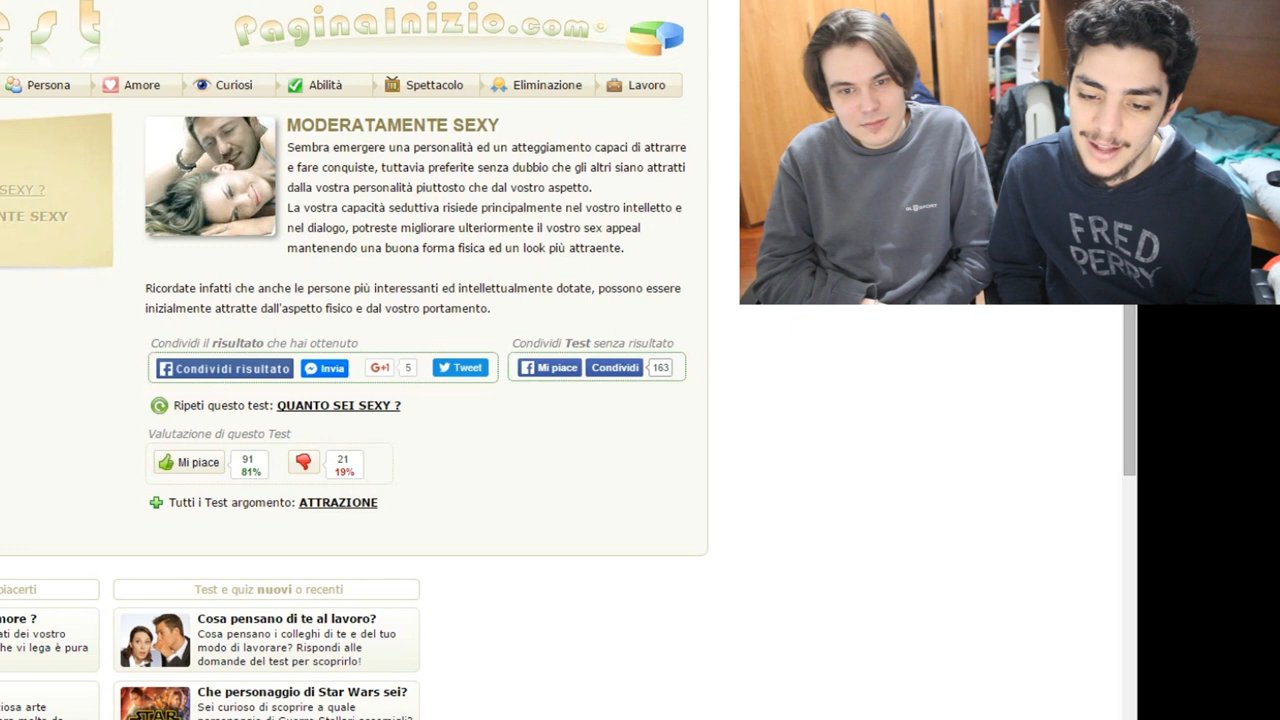 est
PaginaInizio.com©
Persona
Amore
Curiosi
Abilità
Spettacolo
Eliminazione
Lavoro
SEXY ?
NTE SEXY
MODERATAMENTE SEXY
Sembra emergere una personalità ed un atteggiamento capaci di attrarre
e fare conquiste, tuttavia preferite senza dubbio che gli altri siano attratti
dalla vostra personalità piuttosto che dal vostro aspetto.
La vostra capacità seduttiva risiede principalmente nel vostro intelletto e
nel dialogo, potreste migliorare ulteriormente il vostro sex appeal
mantenendo una buona forma fisica ed un look più attraente.
Ricordate infatti che anche le persone più interessanti ed intellettualmente dotate, possono essere
inizialmente attratte dall'aspetto fisico e dal vostro portamento.
Condividi il risultato che hai ottenuto
Condividi Test senza risultato
Condividi risultato
Invia
G+1
5
Tweet
Mi piace
Condividi
163
Ripeti questo test: QUANTO SEI SEXY ?
Valutazione di questo Test
Mi piace
91
81%
21
19%
Tutti i Test argomento: ATTRAZIONE
piacerti
more ?
ati dei vostro
he vi lega è pura
iosa arte
Test e quiz nuovi o recenti
Cosa pensano di te al lavoro?
Cosa pensano i colleghi di te e del tuo
modo di lavorare? Rispondi alle
domande del test per scoprirlo!
Che personaggio di Star Wars sei?
Sei curioso di scoprire a quale
STAR
FRED
PERRY